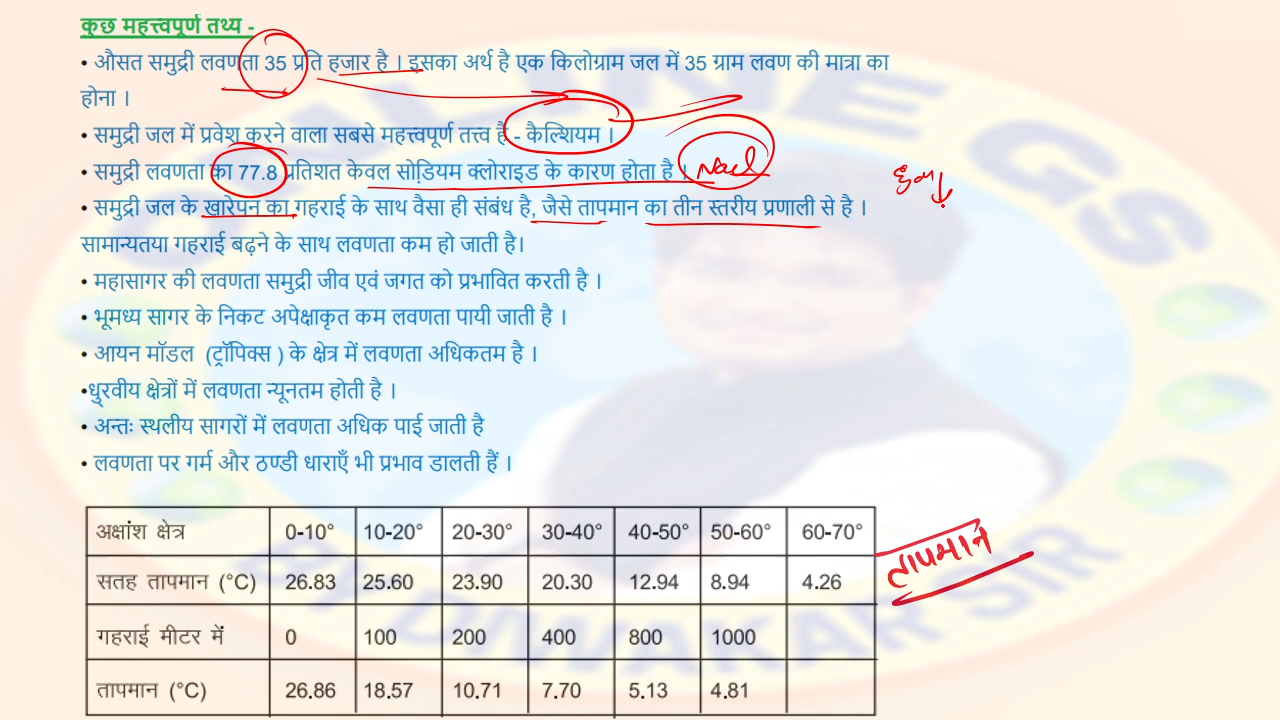 कुछ महत्त्वपूर्ण तथ्य -
• औसत समुद्री लवणता 35 प्रति हजार है । इसका अर्थ है एक किलोग्राम जल में 35 ग्राम लवण की मात्रा का
होना ।
• समुद्री जल में प्रवेश करने वाला सबसे महत्त्वपूर्ण तत्त्व है - कैल्शियम ।
• समुद्री लवणता का 77.8 प्रतिशत केवल सोडियम क्लोराइड के कारण होता है । Nacl
• समुद्री जल के खारेपन का गहराई के साथ वैसा ही संबंध है, जैसे तापमान का तीन स्तरीय प्रणाली से है ।
सामान्यतया गहराई बढ़ने के साथ लवणता कम हो जाती है।
• महासागर की लवणता समुद्री जीव एवं जगत को प्रभावित करती है ।
• भूमध्य सागर के निकट अपेक्षाकृत कम लवणता पायी जाती है ।
• आयन मॉडल (ट्रॉपिक्स ) के क्षेत्र में लवणता अधिकतम है ।
•धु्रवीय क्षेत्रों में लवणता न्यूनतम होती है ।
• अन्तः स्थलीय सागरों में लवणता अधिक पाई जाती है
• लवणता पर गर्म और ठण्डी धाराएँ भी प्रभाव डालती हैं ।
अक्षांश क्षेत्र 0-10° 10-20° 20-30° 30-40° 40-50° 50-60° 60-70°
सतह तापमान (°C) 26.83 25.60 23.90 20.30 12.94 8.94 4.26
तापमान
गहराई मीटर में 0 100 200 400 800 1000
तापमान (°C) 26.86 18.57 10.71 7.70 5.13 4.81
ONLINE GS
BY DIWAKAR SIR